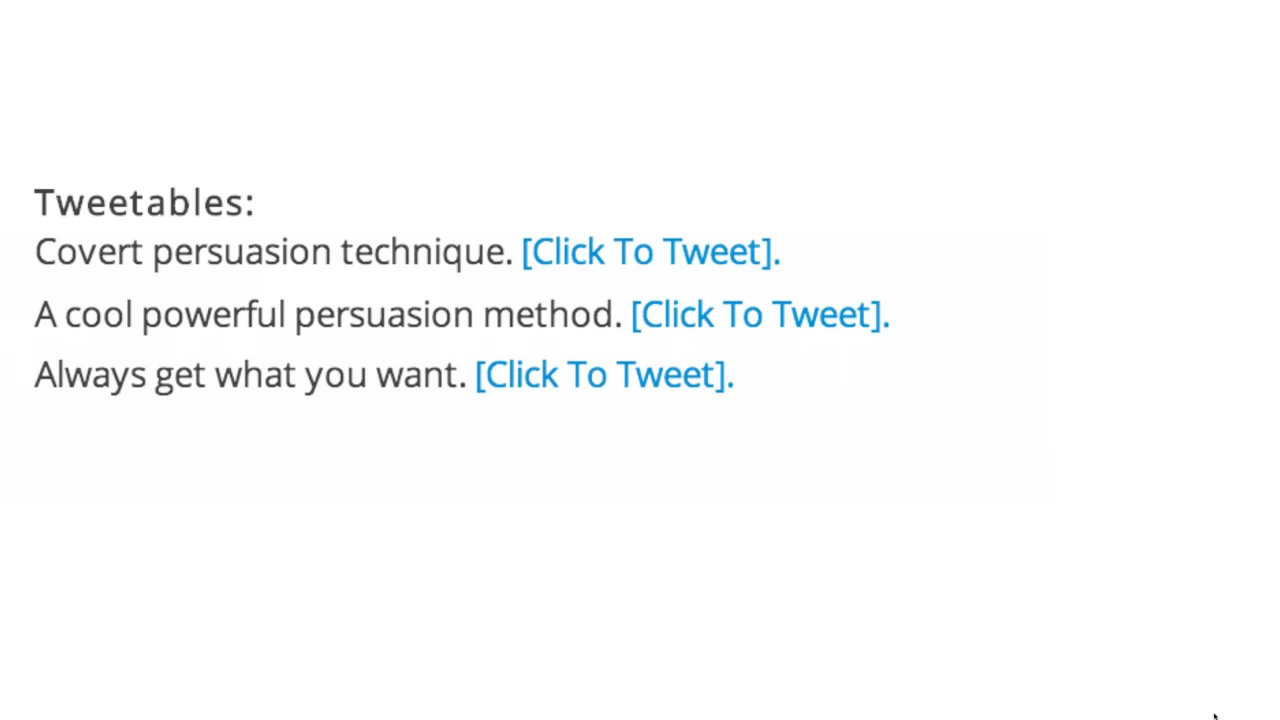 Tweetables:
Covert persuasion technique. [Click To Tweet].
A cool powerful persuasion method. [Click To Tweet].
Always get what you want. [Click To Tweet].